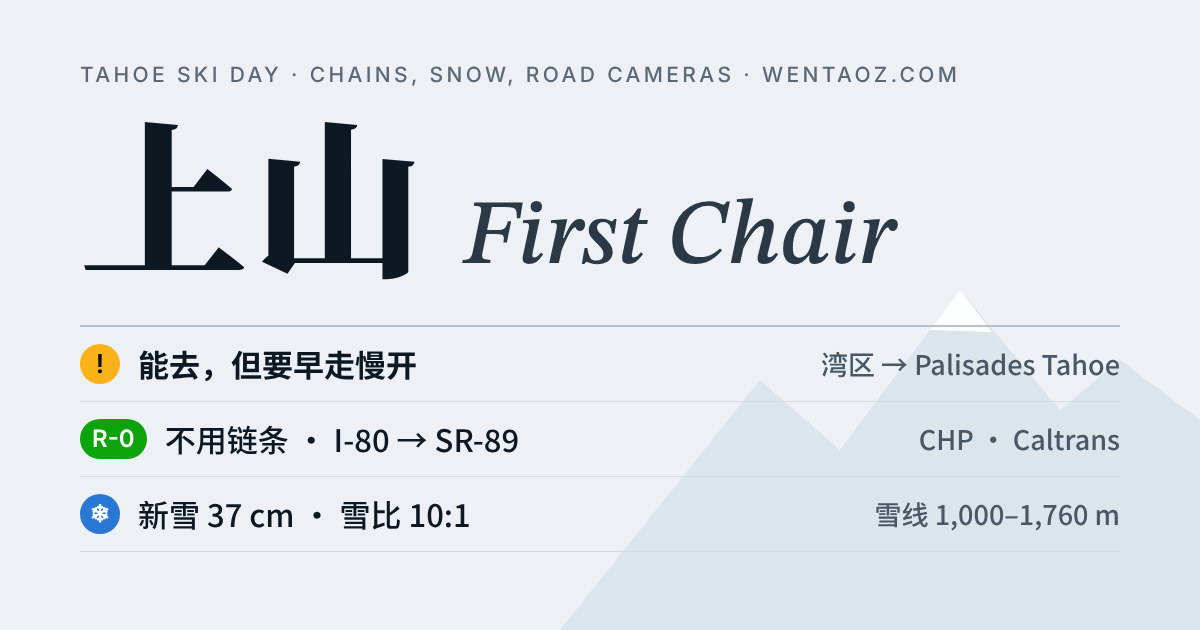 TAHOE SKI DAY · CHAINS, SNOW, ROAD CAMERAS · WENTAOZ.COM
上山 First Chair
! 能去，但要早走慢开 湾区 → Palisades Tahoe
R-0 不用链条 · I-80 → SR-89 CHP · Caltrans
❄ 新雪 37 cm · 雪比 10:1 雪线 1,000–1,760 m